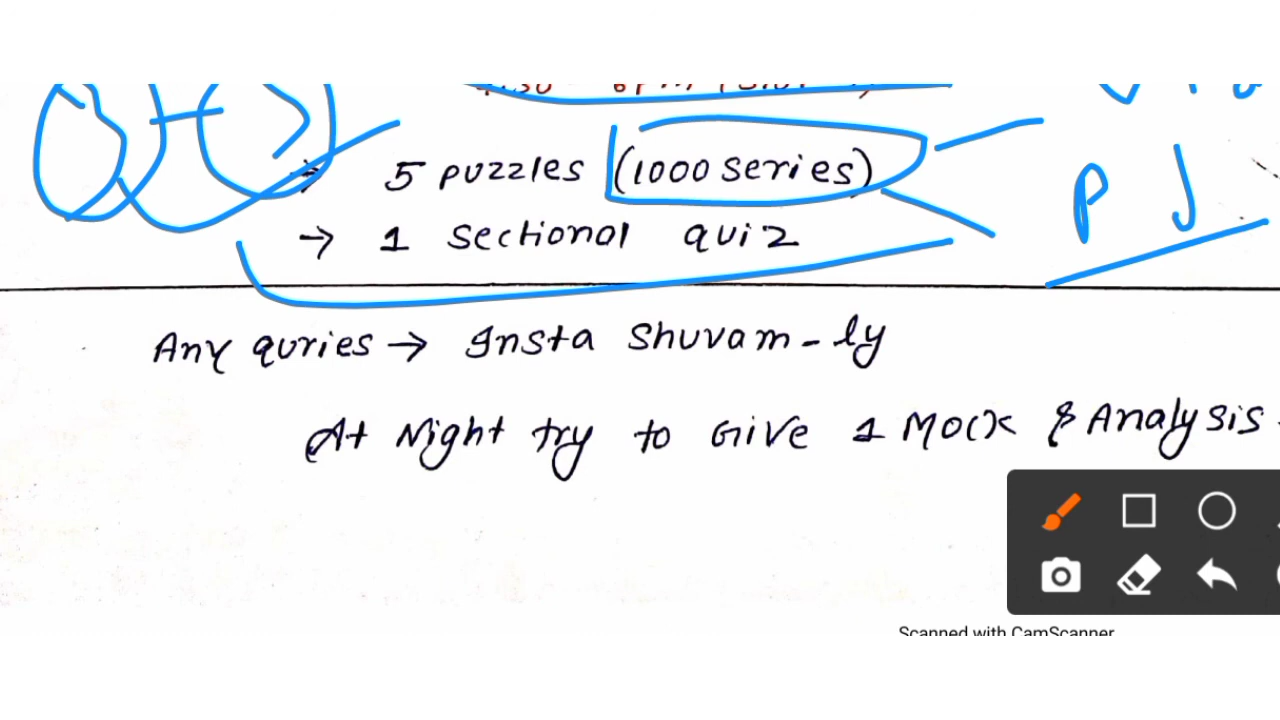 → 5 puzzles (1000 series)
P J
→ 1 sectional quiz
Any quries → Insta Shuvam-ly
At Night try to Give 1 Mock & Analysis
Scanned with CamScanner